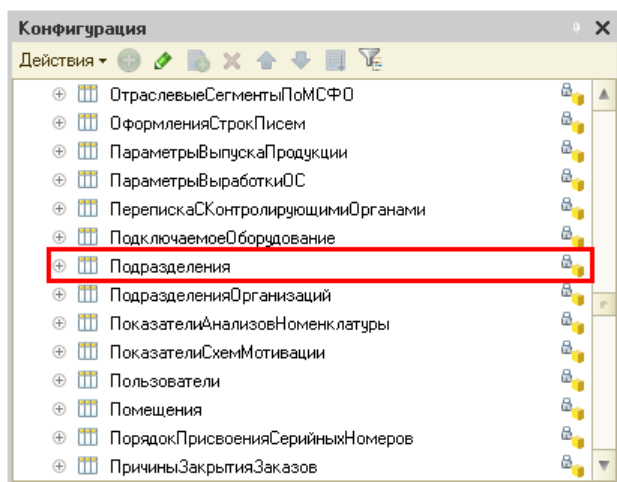 Конфигурация
Действия
ОтраслевыеСегментыПоМСФО
ОформленияСтрокПисем
ПараметрыВыпускаПродукции
ПараметрыВыработкиОС
ПерепискаСКонтролирующимиОрганами
ПодключаемоеОборудование
Подразделения
ПодразделенияОрганизаций
ПоказателиАнализовНоменклатуры
ПоказателиСхемМотивации
Пользователи
Помещения
ПорядокПрисвоенияСерийныхНомеров
ПричиныЗакрытияЗаказов